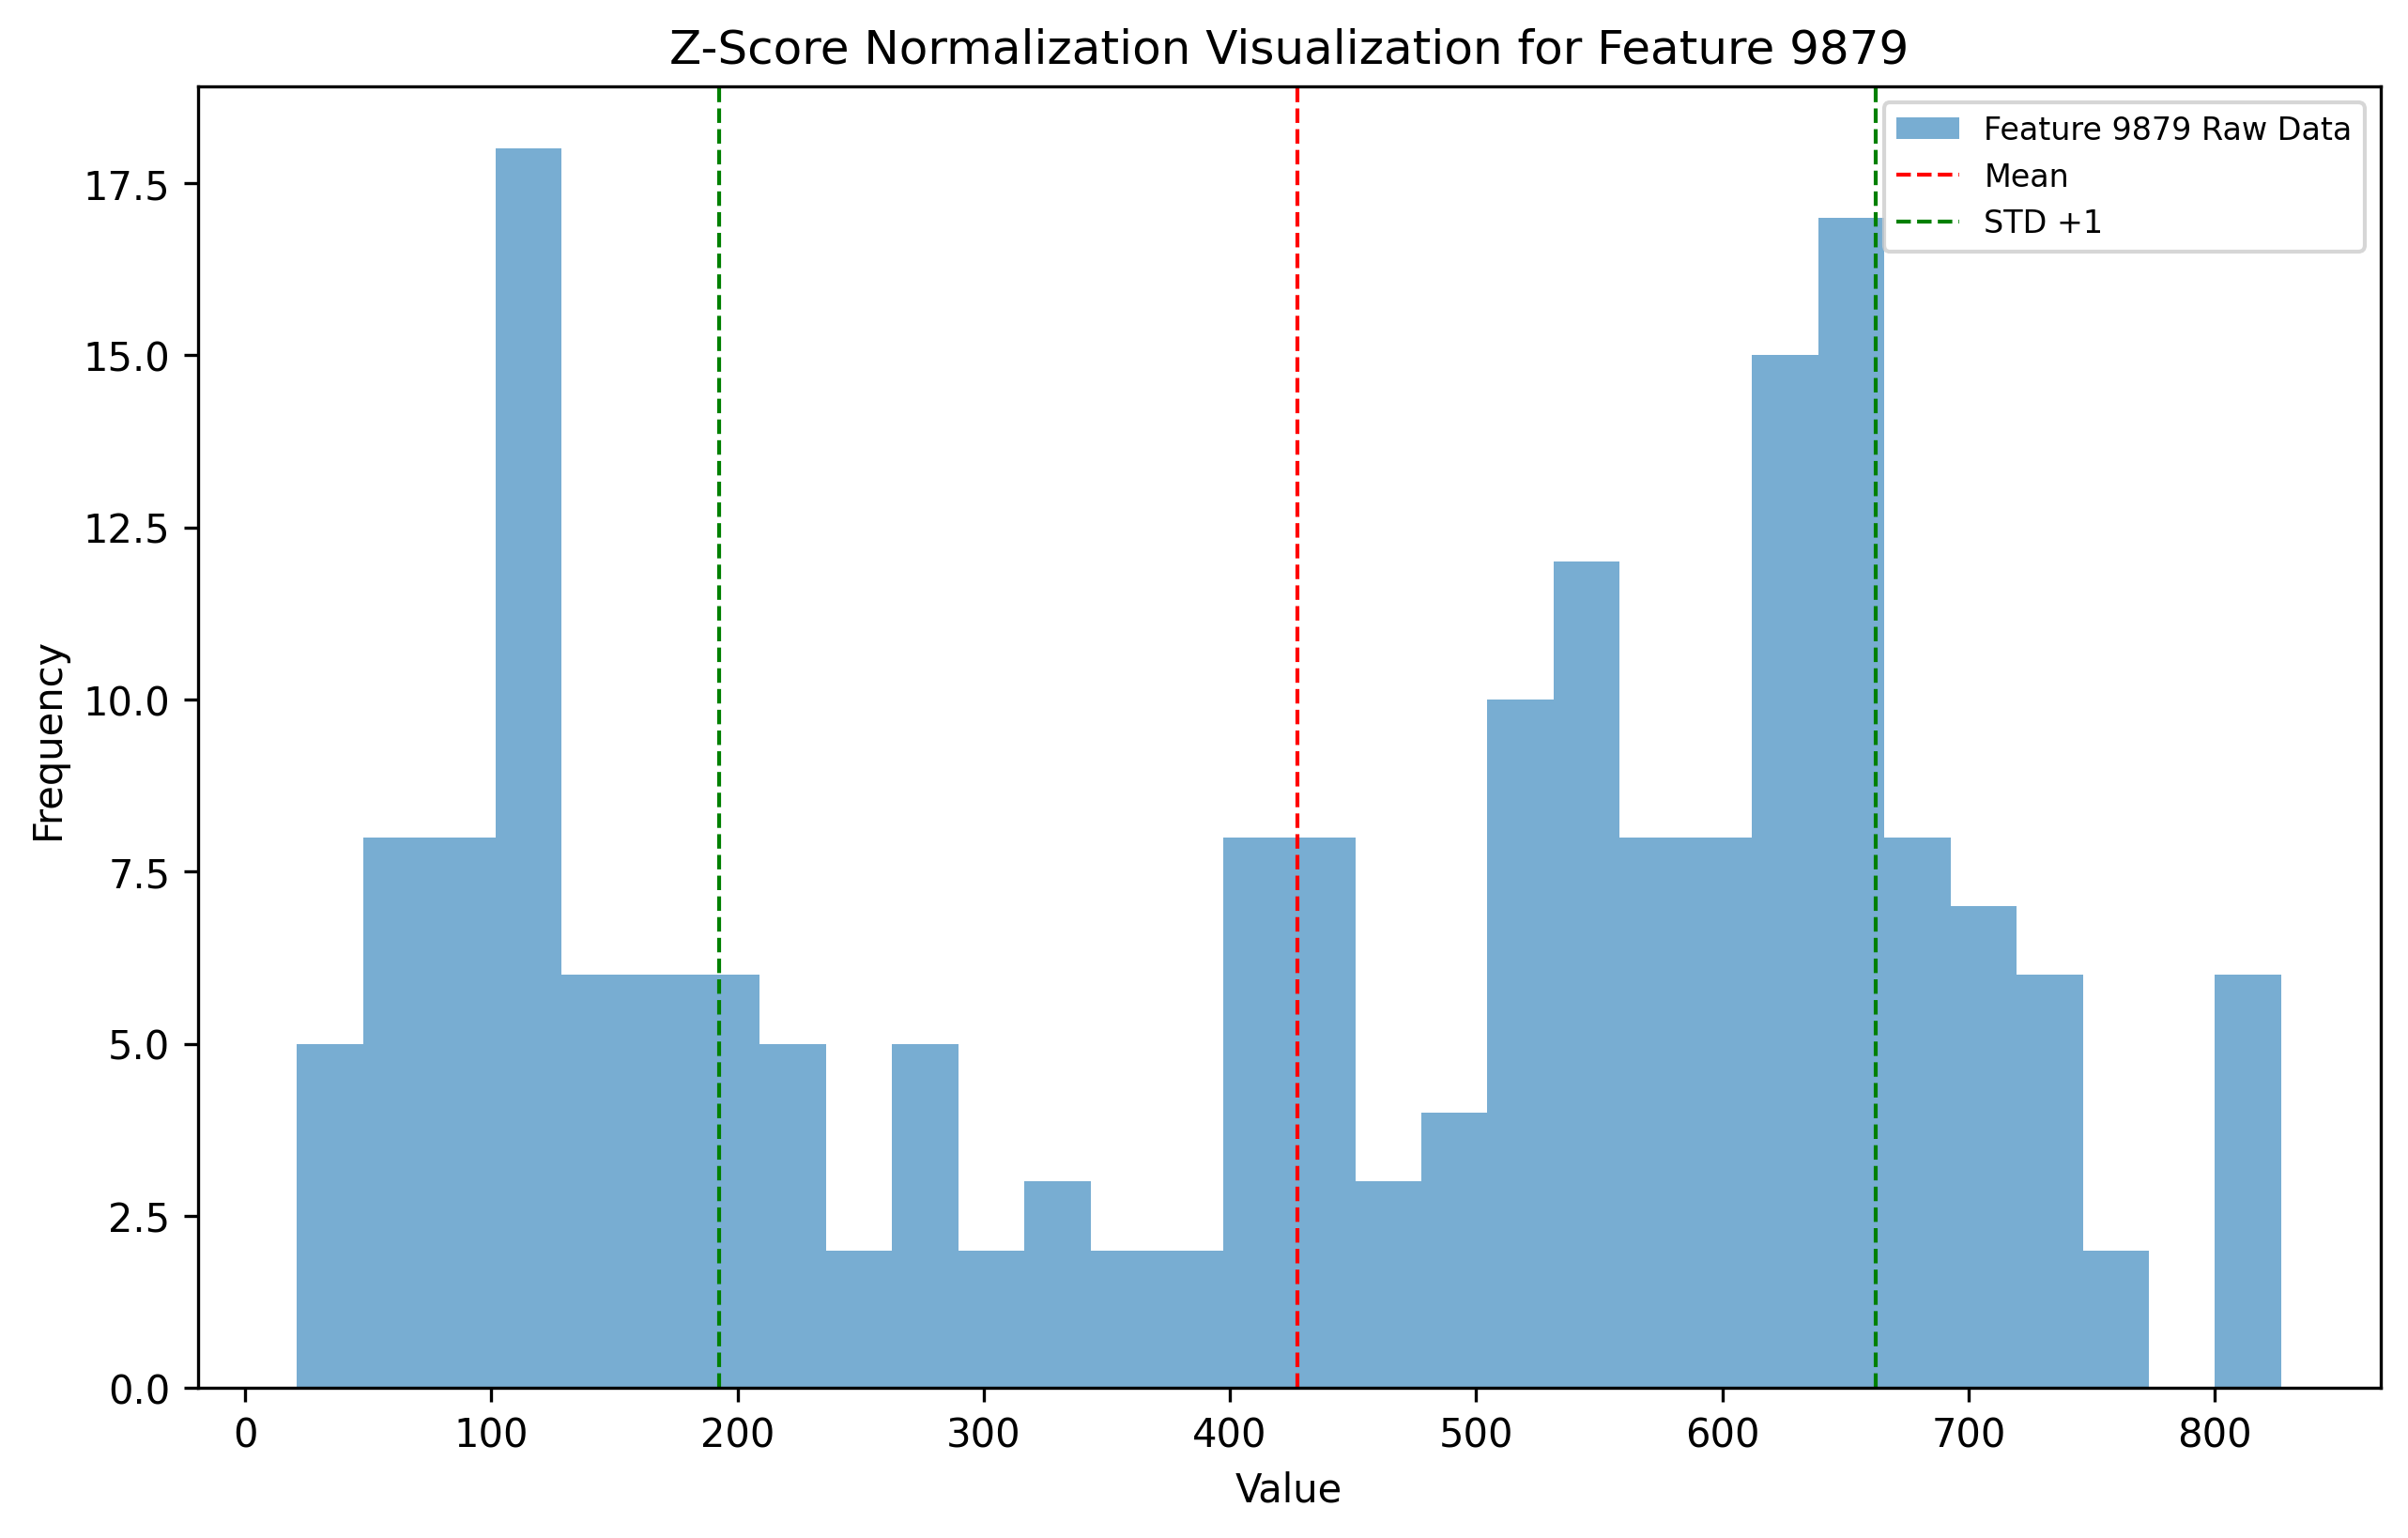 Z-Score Normalization Visualization for Feature 9879
Feature 9879 Raw Data
Mean
STD +1
Frequency
17.5
15.0
12.5
10.0
7.5
5.0
2.5
0.0
0 100 200 300 400 500 600 700 800
Value